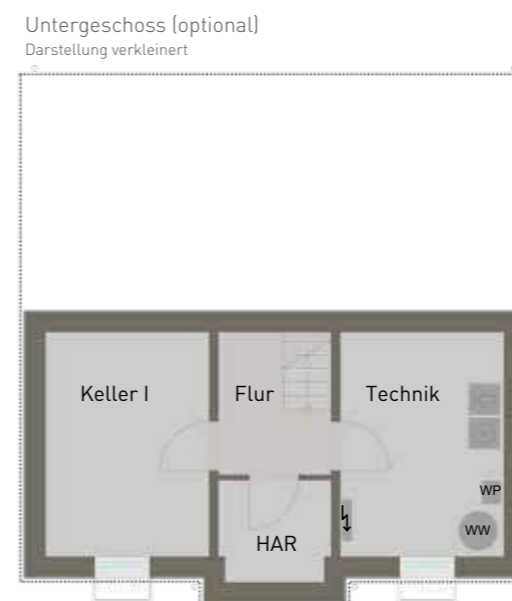 Untergeschoss (optional)
Darstellung verkleinert
Keller I
Flur
Technik
WP
WW
HAR